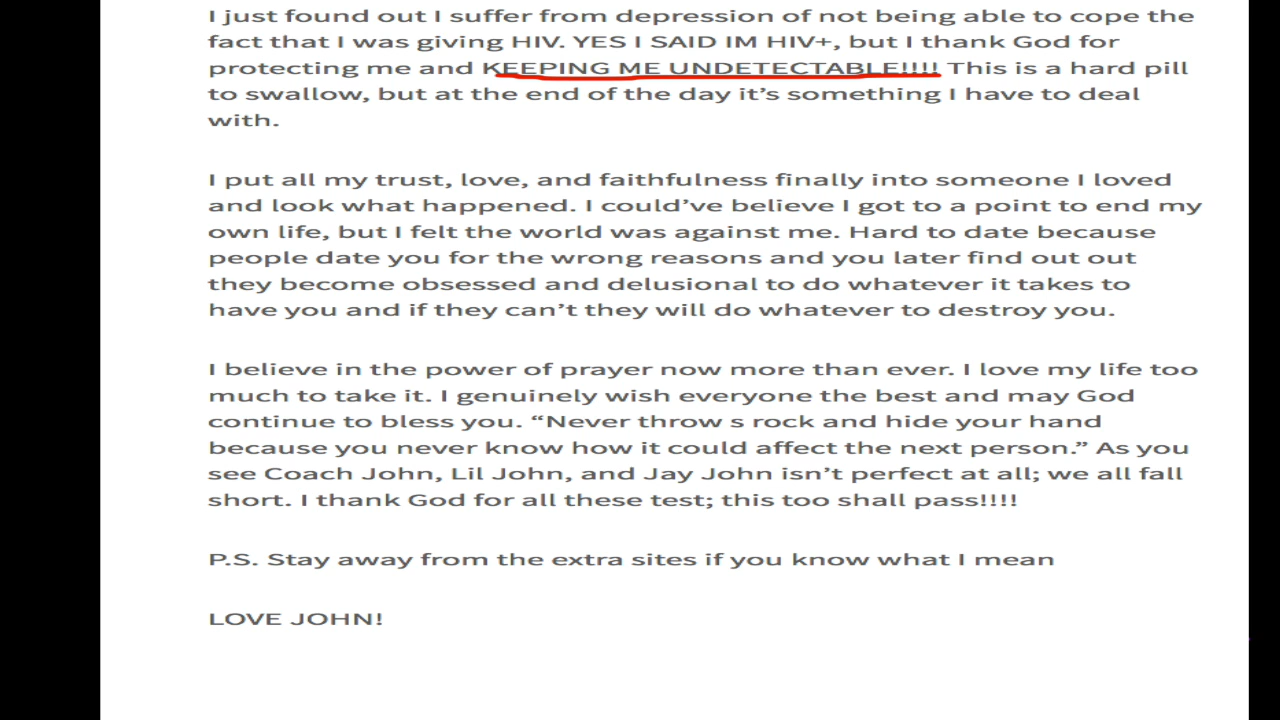 I just found out I suffer from depression of not being able to cope the
fact that I was giving HIV. YES I SAID IM HIV+, but I thank God for
protecting me and KEEPING ME UNDETECTABLE!!!! This is a hard pill
to swallow, but at the end of the day it’s something I have to deal
with.
I put all my trust, love, and faithfulness finally into someone I loved
and look what happened. I could’ve believe I got to a point to end my
own life, but I felt the world was against me. Hard to date because
people date you for the wrong reasons and you later find out out
they become obsessed and delusional to do whatever it takes to
have you and if they can’t they will do whatever to destroy you.
I believe in the power of prayer now more than ever. I love my life too
much to take it. I genuinely wish everyone the best and may God
continue to bless you. “Never throw s rock and hide your hand
because you never know how it could affect the next person.” As you
see Coach John, Lil John, and Jay John isn’t perfect at all; we all fall
short. I thank God for all these test; this too shall pass!!!!
P.S. Stay away from the extra sites if you know what I mean
LOVE JOHN!